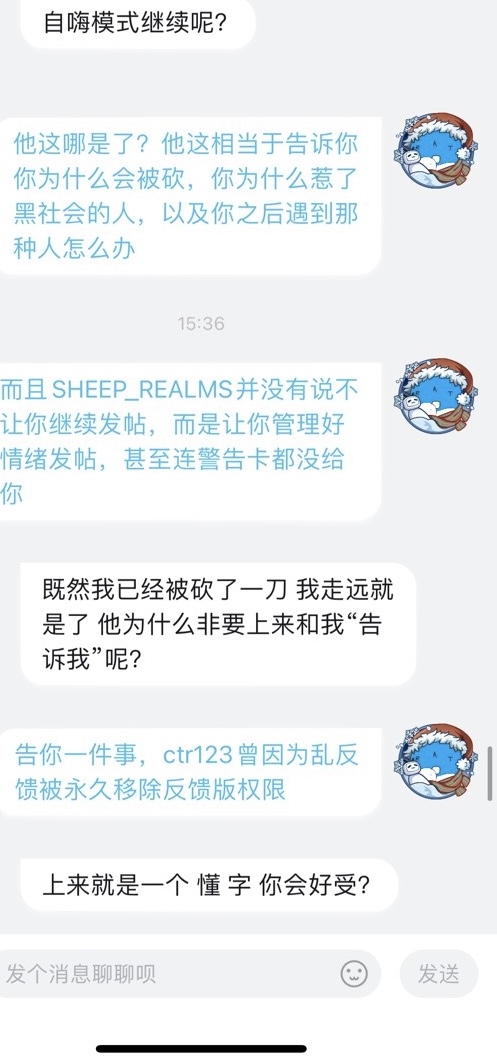 自嗨模式继续呢？
他这哪是了？他这相当于告诉你
你为什么会被砍，你为什么惹了
黑社会的人，以及你之后遇到那
种人怎么办
15:36
而且SHEEP_REALMS并没有说不
让你继续发帖，而是让你管理好
情绪发帖，甚至连警告卡都没给
你
既然我已经被砍了一刀 我走远就
是了 他为什么非要上来和我“告
诉我”呢？
告你一件事，ctr123曾因为乱反
馈被永久移除反馈版权限
上来就是一个 懂 字 你会好受？
发个消息聊聊呗
发送